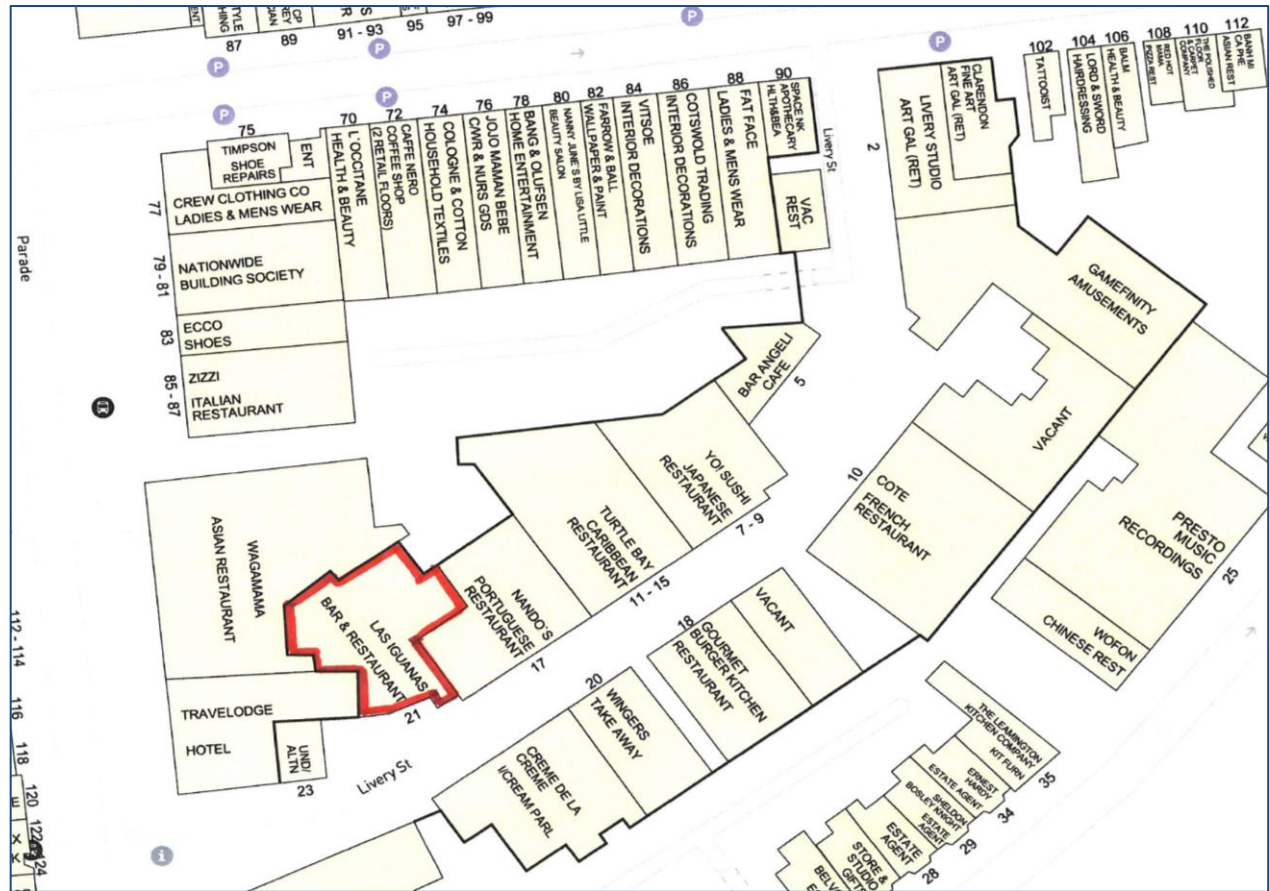 87
89
91 - 93
95
97 - 99
P
P
P
P
P
75
TIMPSON
SHOE
REPAIRS
ENT
77
CREW CLOTHING CO
LADIES & MENS WEAR
79 - 81
NATIONWIDE
BUILDING SOCIETY
83
ECCO
SHOES
85 - 87
ZIZZI
ITALIAN
RESTAURANT
Parade
70
L'OCCITANE
HEALTH & BEAUTY
72
CAFFE NERO
COFFEE SHOP
(2 RETAIL FLOORS)
74
COLOGNE & COTTON
HOUSEHOLD TEXTILES
76
JOJO MAMAN BEBE
C/WR & NURS GDS
78
BANG & OLUFSEN
HOME ENTERTAINMENT
80
NANNY JUNE'S BY LISA LITTLE
BEAUTY SALON
82
FARROW & BALL
WALLPAPER & PAINT
84
VITSOE
INTERIOR DECORATIONS
86
COTSWOLD TRADING
INTERIOR DECORATIONS
88
FAT FACE
LADIES & MENS WEAR
90
SPACE NK
APOTHECARY
HLTH&BEA
VAC
REST
Livery St
2
LIVERY STUDIO
ART GAL (RET)
CLARENDON
FINE ART
ART GAL (RET)
102
TATTOOIST
104
LORD & SWORD
HAIRDRESSING
106
BALM
HEALTH & BEAUTY
108
RED HOT
MAMA
PIZZA REST
110
THE POLISHED
FLOOR
& CARPET
COMPANY
112
BANH MI
CA PHE
ASIAN REST
GAMEFINITY
AMUSEMENTS
VACANT
10
COTE
FRENCH
RESTAURANT
PRESTO
MUSIC
RECORDINGS
25
WOFON
CHINESE REST
BAR ANGELI
CAFE
5
YO! SUSHI
JAPANESE
RESTAURANT
7 - 9
TURTLE BAY
CARIBBEAN
RESTAURANT
11 - 15
NANDO'S
PORTUGUESE
RESTAURANT
17
WAGAMAMA
ASIAN RESTAURANT
LAS IGUANAS
BAR & RESTAURANT
21
TRAVELODGE
HOTEL
UND/
ALTN
23
Livery St
VACANT
18
GOURMET
BURGER KITCHEN
RESTAURANT
20
WINGERS
TAKE AWAY
CREME DE LA
CREME
I/CREAM PARL
THE LEAMINGTON
KITCHEN COMPANY
KIT FURN
35
ERNEST
HARDY
ESTATE AGENT
34
SHELDON
BOSLEY KNIGHT
ESTATE
AGENT
29
ESTATE
AGENT
28
STORE &
STUDIO
112 - 114
116
118
120
i